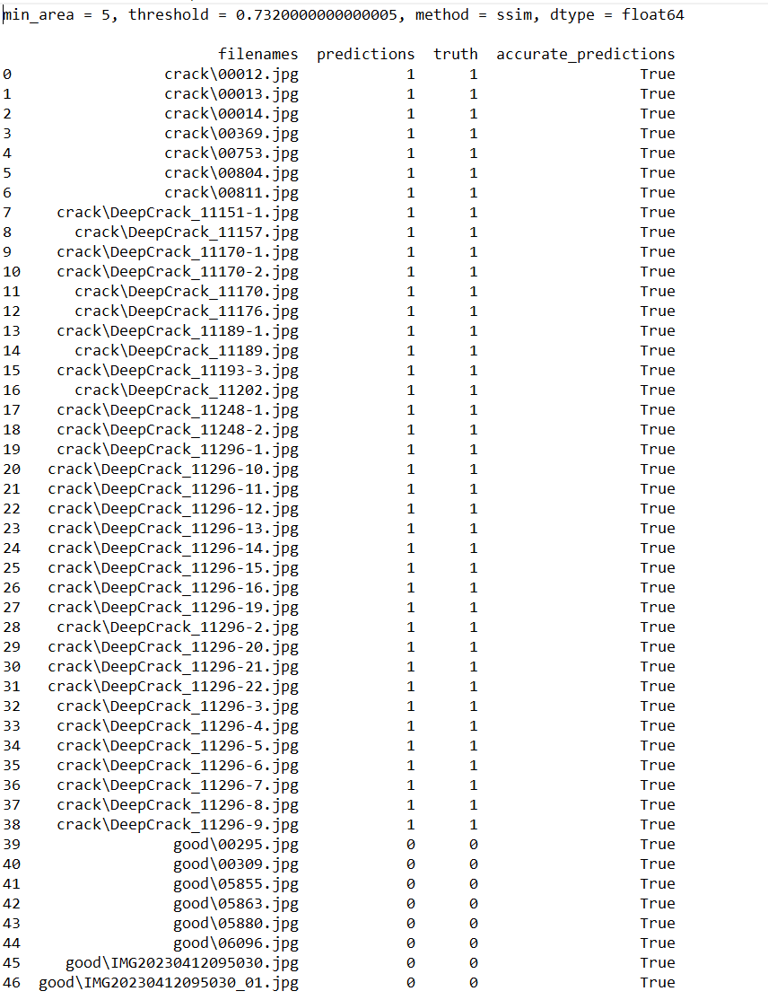 min_area = 5, threshold = 0.7320000000000005, method = ssim, dtype = float64
filenames predictions truth accurate_predictions
0 crack\00012.jpg 1 1 True
1 crack\00013.jpg 1 1 True
2 crack\00014.jpg 1 1 True
3 crack\00369.jpg 1 1 True
4 crack\00753.jpg 1 1 True
5 crack\00804.jpg 1 1 True
6 crack\00811.jpg 1 1 True
7 crack\DeepCrack_11151-1.jpg 1 1 True
8 crack\DeepCrack_11157.jpg 1 1 True
9 crack\DeepCrack_11170-1.jpg 1 1 True
10 crack\DeepCrack_11170-2.jpg 1 1 True
11 crack\DeepCrack_11170.jpg 1 1 True
12 crack\DeepCrack_11176.jpg 1 1 True
13 crack\DeepCrack_11189-1.jpg 1 1 True
14 crack\DeepCrack_11189.jpg 1 1 True
15 crack\DeepCrack_11193-3.jpg 1 1 True
16 crack\DeepCrack_11202.jpg 1 1 True
17 crack\DeepCrack_11248-1.jpg 1 1 True
18 crack\DeepCrack_11248-2.jpg 1 1 True
19 crack\DeepCrack_11296-1.jpg 1 1 True
20 crack\DeepCrack_11296-10.jpg 1 1 True
21 crack\DeepCrack_11296-11.jpg 1 1 True
22 crack\DeepCrack_11296-12.jpg 1 1 True
23 crack\DeepCrack_11296-13.jpg 1 1 True
24 crack\DeepCrack_11296-14.jpg 1 1 True
25 crack\DeepCrack_11296-15.jpg 1 1 True
26 crack\DeepCrack_11296-16.jpg 1 1 True
27 crack\DeepCrack_11296-19.jpg 1 1 True
28 crack\DeepCrack_11296-2.jpg 1 1 True
29 crack\DeepCrack_11296-20.jpg 1 1 True
30 crack\DeepCrack_11296-21.jpg 1 1 True
31 crack\DeepCrack_11296-22.jpg 1 1 True
32 crack\DeepCrack_11296-3.jpg 1 1 True
33 crack\DeepCrack_11296-4.jpg 1 1 True
34 crack\DeepCrack_11296-5.jpg 1 1 True
35 crack\DeepCrack_11296-6.jpg 1 1 True
36 crack\DeepCrack_11296-7.jpg 1 1 True
37 crack\DeepCrack_11296-8.jpg 1 1 True
38 crack\DeepCrack_11296-9.jpg 1 1 True
39 good\00295.jpg 0 0 True
40 good\00309.jpg 0 0 True
41 good\05855.jpg 0 0 True
42 good\05863.jpg 0 0 True
43 good\05880.jpg 0 0 True
44 good\06096.jpg 0 0 True
45 good\IMG20230412095030.jpg 0 0 True
46 good\IMG20230412095030_01.jpg 0 0 True